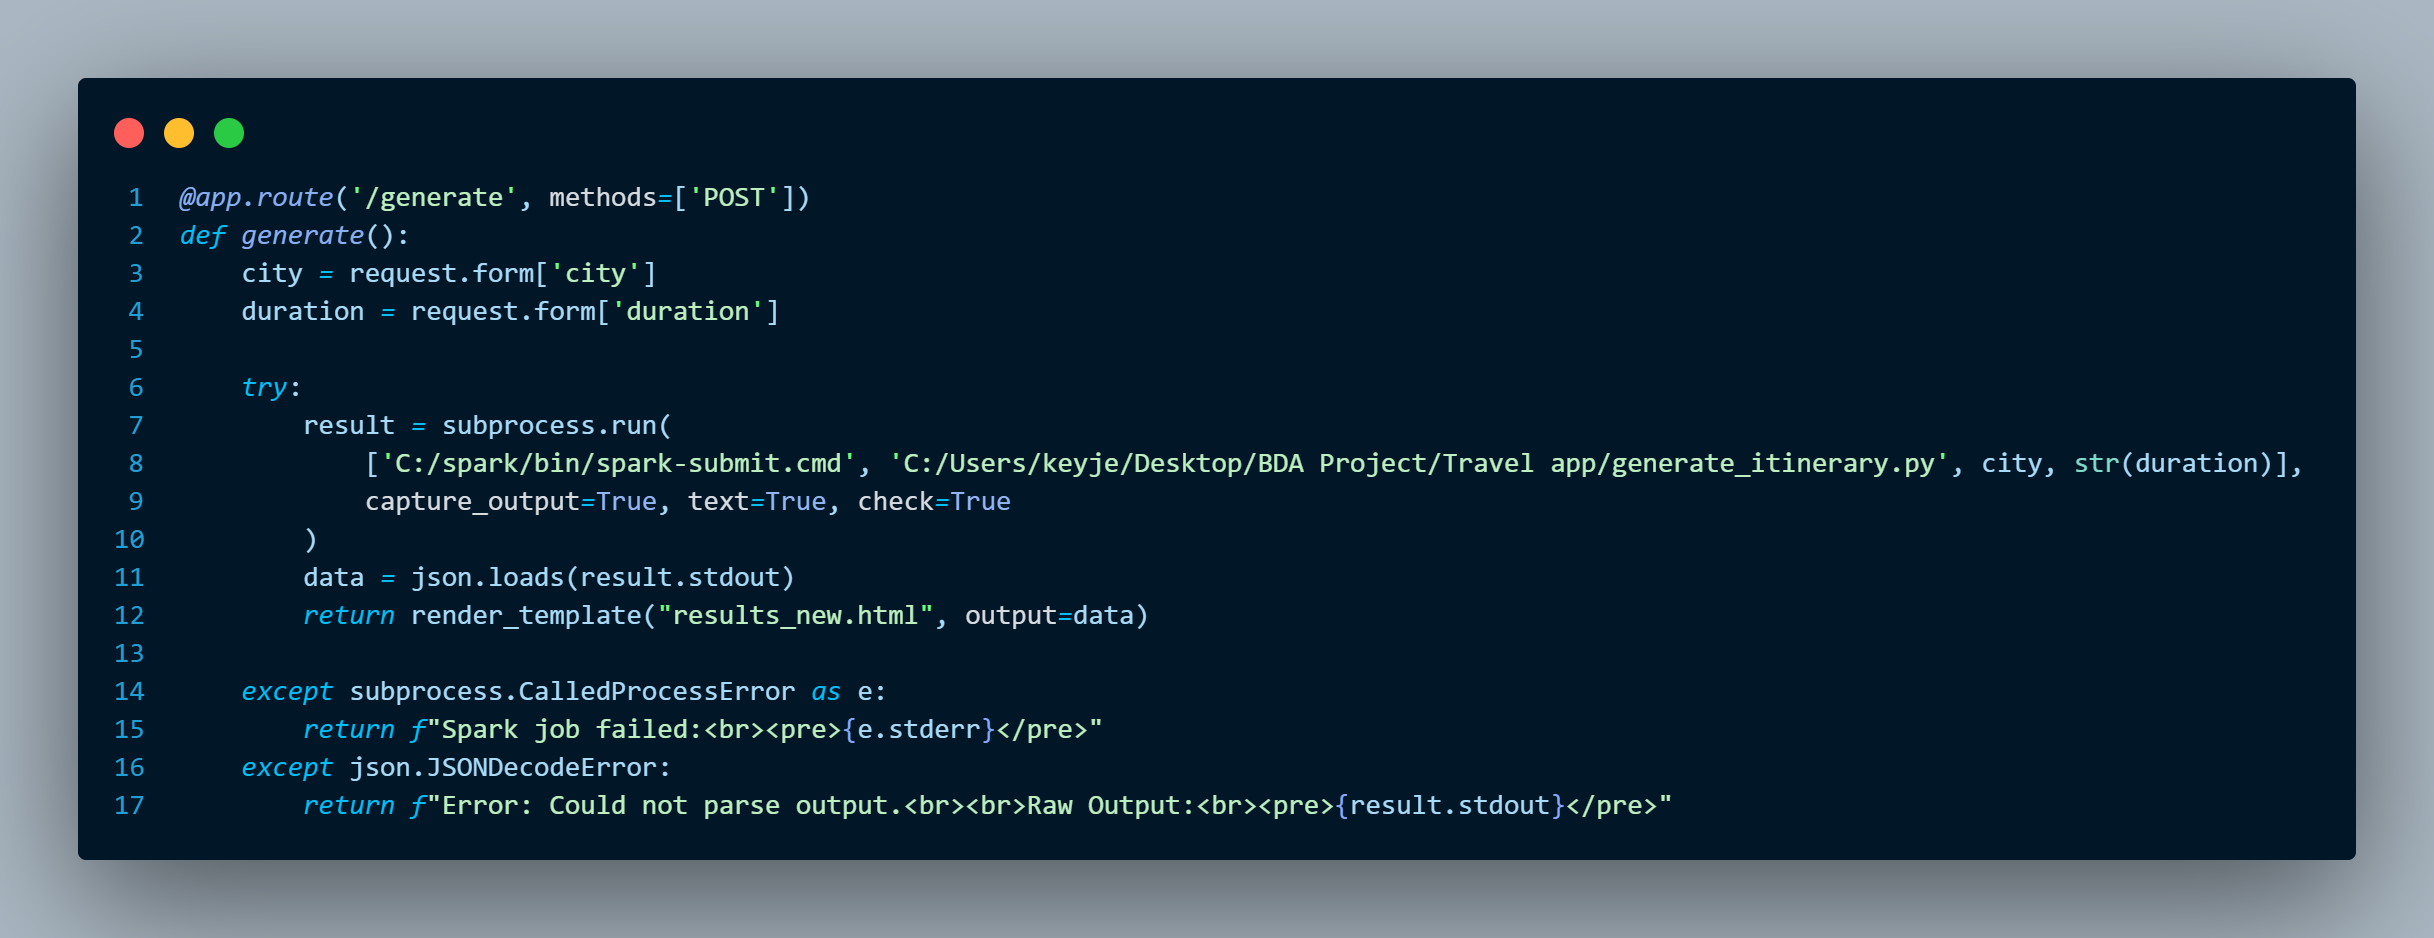 1 @app.route('/generate', methods=['POST'])
2 def generate():
3     city = request.form['city']
4     duration = request.form['duration']
5
6     try:
7         result = subprocess.run(
8             ['C:/spark/bin/spark-submit.cmd', 'C:/Users/keyje/Desktop/BDA Project/Travel app/generate_itinerary.py', city, str(duration)],
9             capture_output=True, text=True, check=True
10         )
11         data = json.loads(result.stdout)
12         return render_template("results_new.html", output=data)
13
14     except subprocess.CalledProcessError as e:
15         return f"Spark job failed:<br><pre>{e.stderr}</pre>"
16     except json.JSONDecodeError:
17         return f"Error: Could not parse output.<br><br>Raw Output:<br><pre>{result.stdout}</pre>"